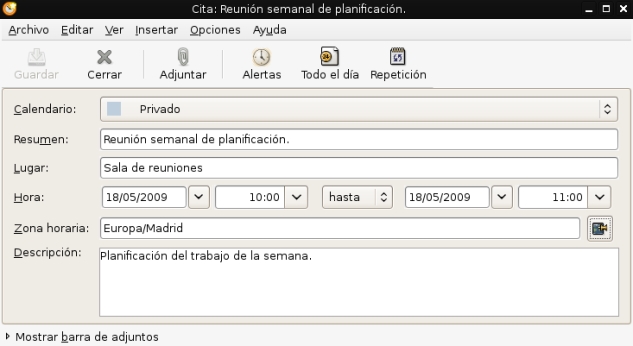 Cita: Reunión semanal de planificación.
Archivo Editar Ver Insertar Opciones Ayuda
Guardar Cerrar Adjuntar Alertas Todo el día Repetición
Calendario: Privado
Resumen: Reunión semanal de planificación.
Lugar: Sala de reuniones
Hora: 18/05/2009 10:00 hasta 18/05/2009 11:00
Zona horaria: Europa/Madrid
Descripción: Planificación del trabajo de la semana.
Mostrar barra de adjuntos